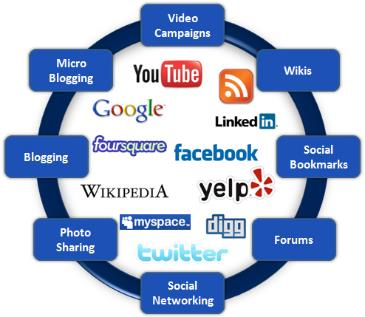 Video
Campaigns
Micro
Blogging
YouTube
Wikis
Google
LinkedIn
Blogging
foursquare
facebook
Social
Bookmarks
WIKIPEDIA
yelp
Photo
Sharing
myspace.
digg
Forums
twitter
Social
Networking